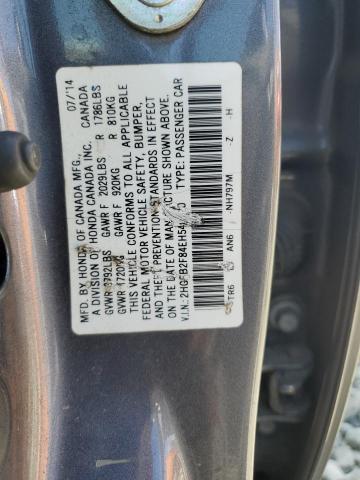 MFD. BY HONDA OF CANADA MFG., 07/'14
A DIV. OF HONDA CANADA INC. CANADA
GVWR 3792LBS GAWR F 2029LBS R 1786LBS
GVWR 1720KG GAWR F 920KG R 810KG
THIS VEHICLE CONFORMS TO ALL APPLICABLE
FEDERAL MOTOR VEHICLE SAFETY, BUMPER,
AND THEFT PREVENTION STANDARDS IN EFFECT
ON THE DATE OF MANUFACTURE SHOWN ABOVE.
V.I.N.: TYPE: PASSENGER CAR
AN6 -NH797M -Z -H